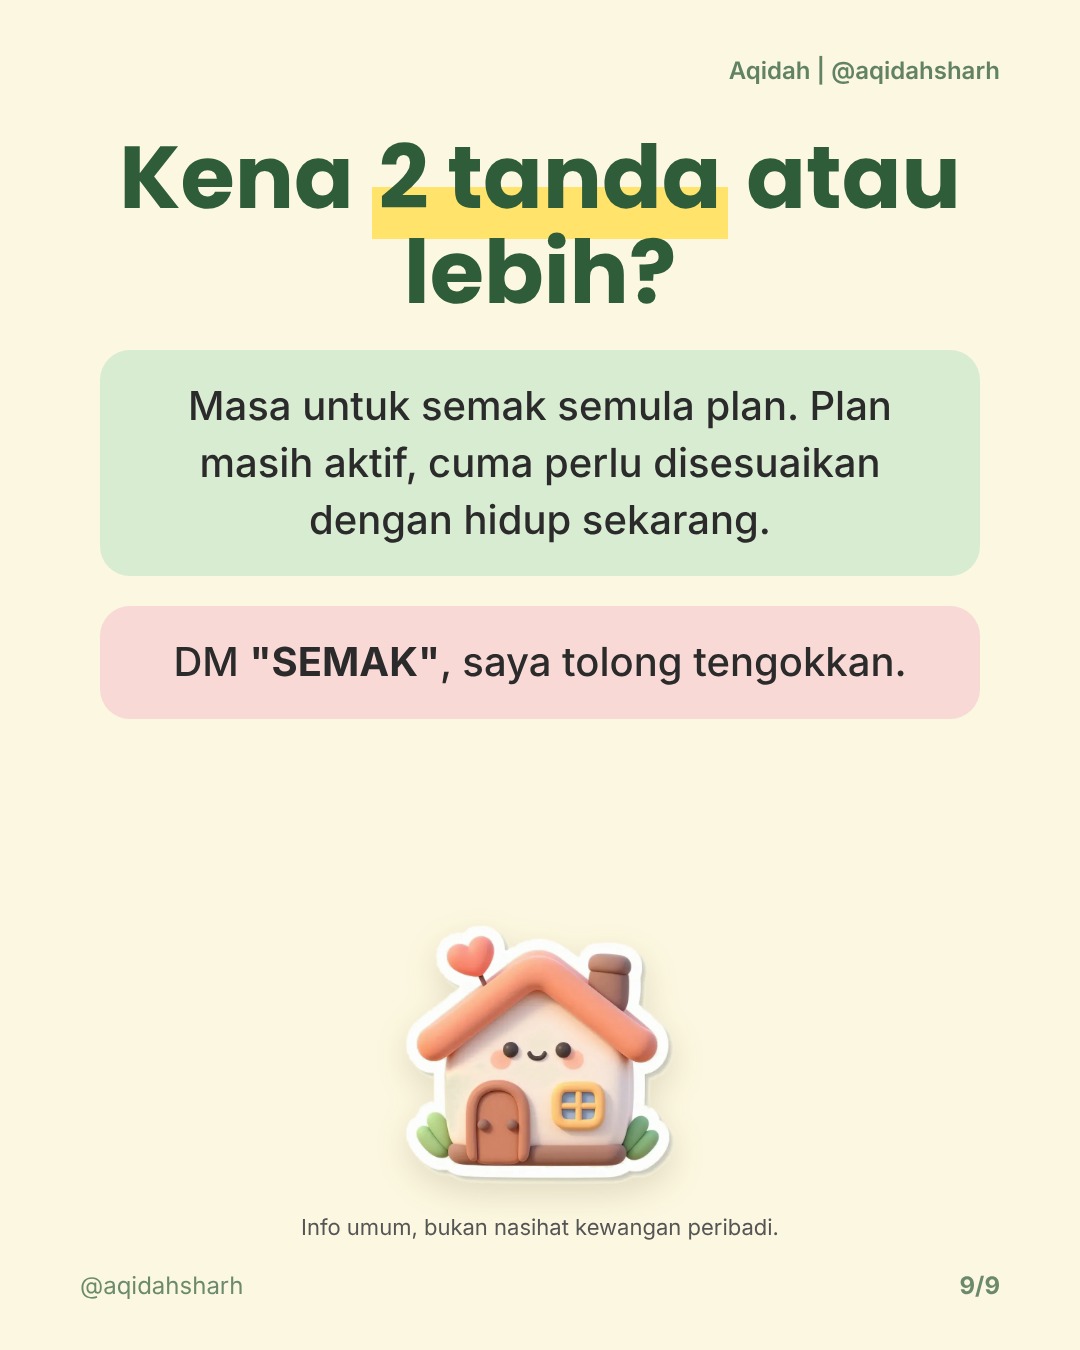 Aqidah | @aqidahsharh
Kena 2 tanda atau
lebih?
Masa untuk semak semula plan. Plan
masih aktif, cuma perlu disesuaikan
dengan hidup sekarang.
DM "SEMAK", saya tolong tengokkan.
Info umum, bukan nasihat kewangan peribadi.
@aqidahsharh
9/9